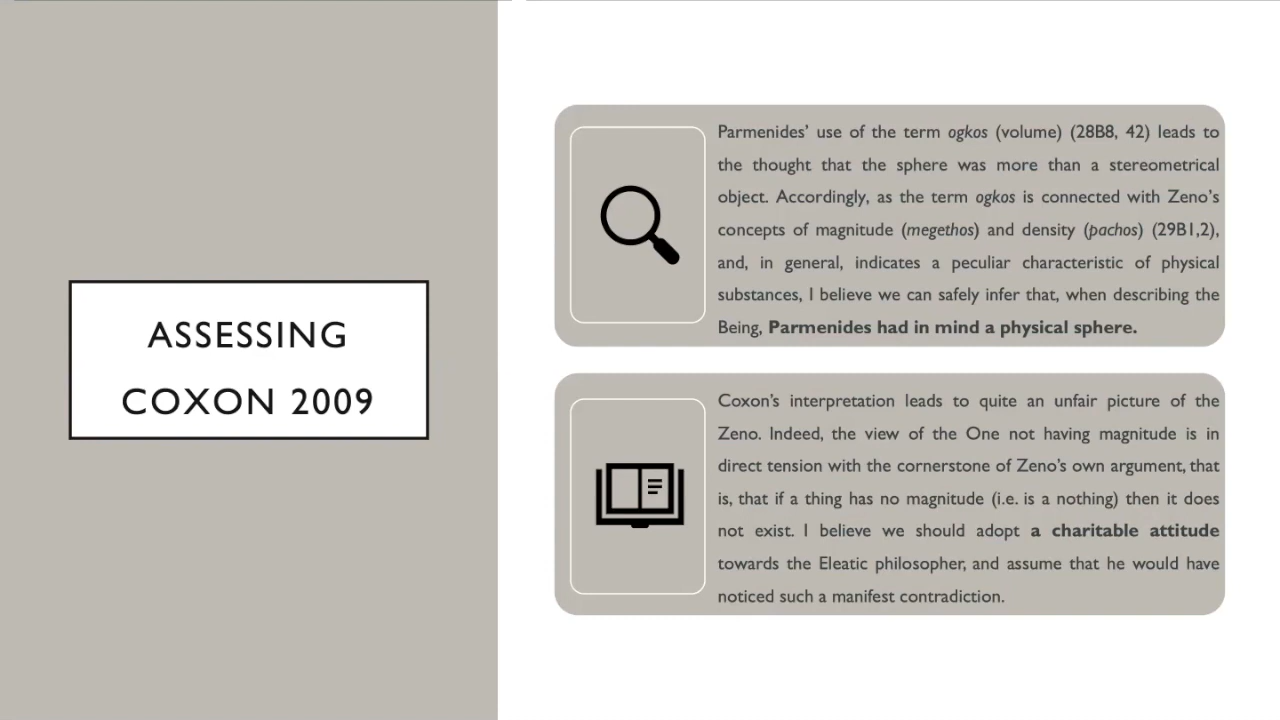 ASSESSING
COXON 2009
Parmenides' use of the term ogkos (volume) (28B8, 42) leads to
the thought that the sphere was more than a stereometrical
object. Accordingly, as the term ogkos is connected with Zeno's
concepts of magnitude (megethos) and density (pachos) (29B1,2),
and, in general, indicates a peculiar characteristic of physical
substances, I believe we can safely infer that, when describing the
Being, Parmenides had in mind a physical sphere.
Coxon's interpretation leads to quite an unfair picture of the
Zeno. Indeed, the view of the One not having magnitude is in
direct tension with the cornerstone of Zeno's own argument, that
is, that if a thing has no magnitude (i.e. is a nothing) then it does
not exist. I believe we should adopt a charitable attitude
towards the Eleatic philosopher, and assume that he would have
noticed such a manifest contradiction.